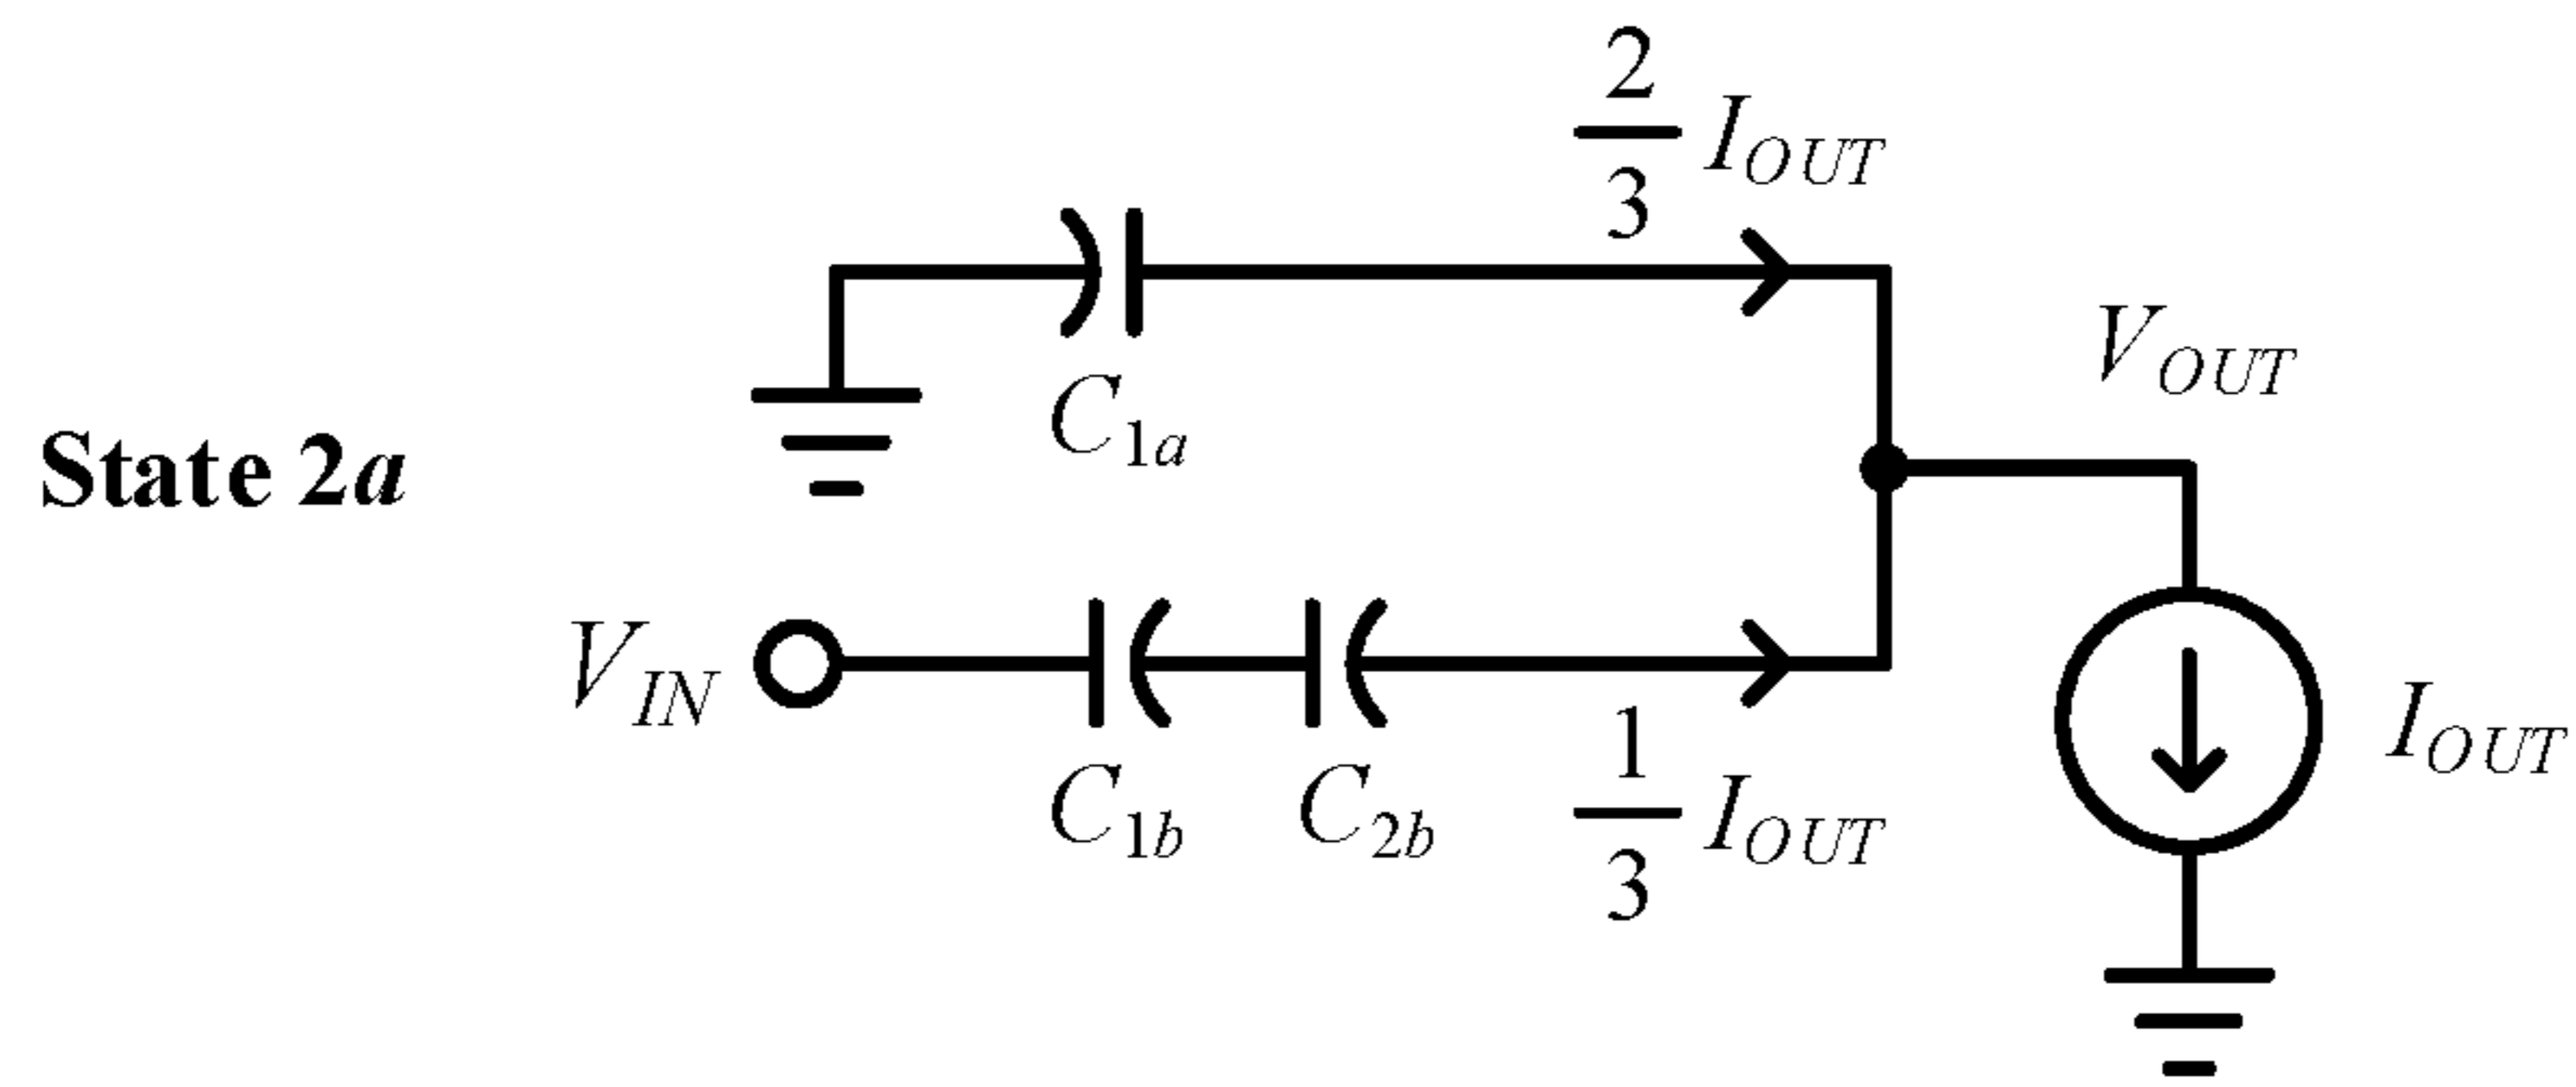 2/3 I_OUT
V_OUT
C_1a
State 2a
V_IN
C_1b
C_2b
1/3 I_OUT
I_OUT